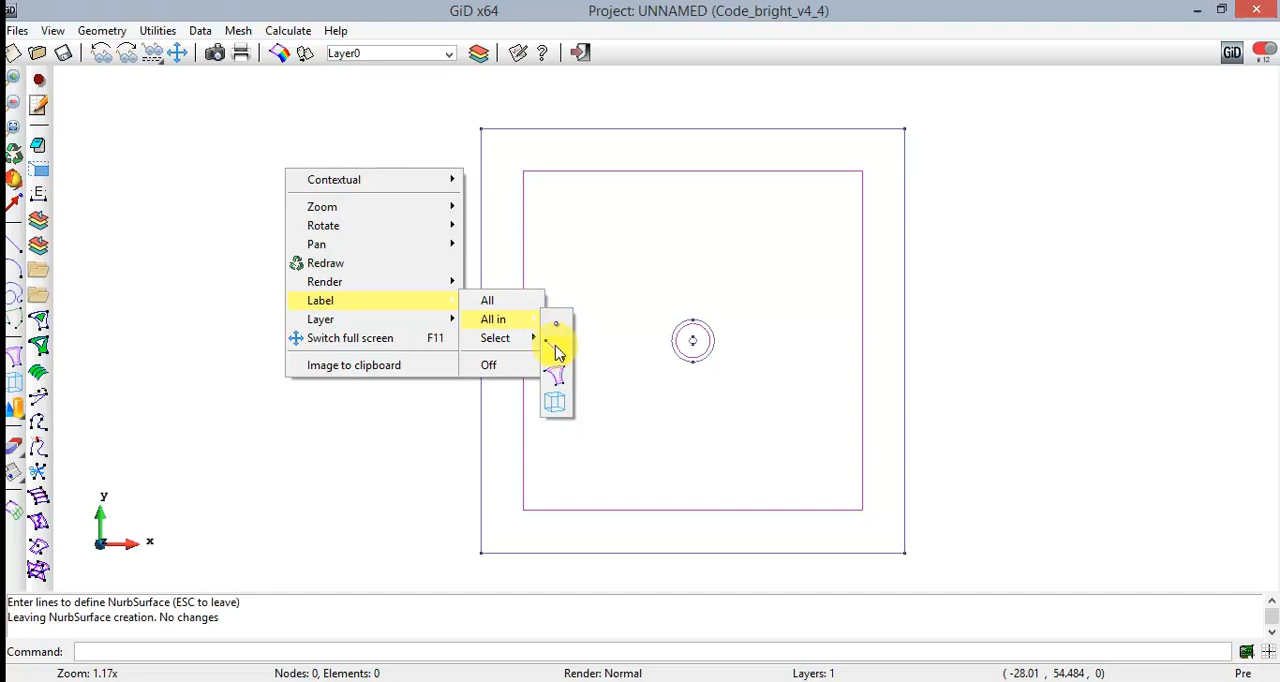 GiD
GiD x64
Project: UNNAMED (Code_bright_v4_4)
Files View Geometry Utilities Data Mesh Calculate Help
Layer0
GiD
v 12
E
Contextual
Zoom
Rotate
Pan
Redraw
Render
Label
Layer
Switch full screen F11
Image to clipboard
All
All in
Select
Off
y
z
x
Enter lines to define NurbSurface (ESC to leave)
Leaving NurbSurface creation. No changes
Command:
Zoom: 1.17x
Nodes: 0, Elements: 0
Render: Normal
Layers: 1
( -28.01 , 54.484 , 0)
Pre